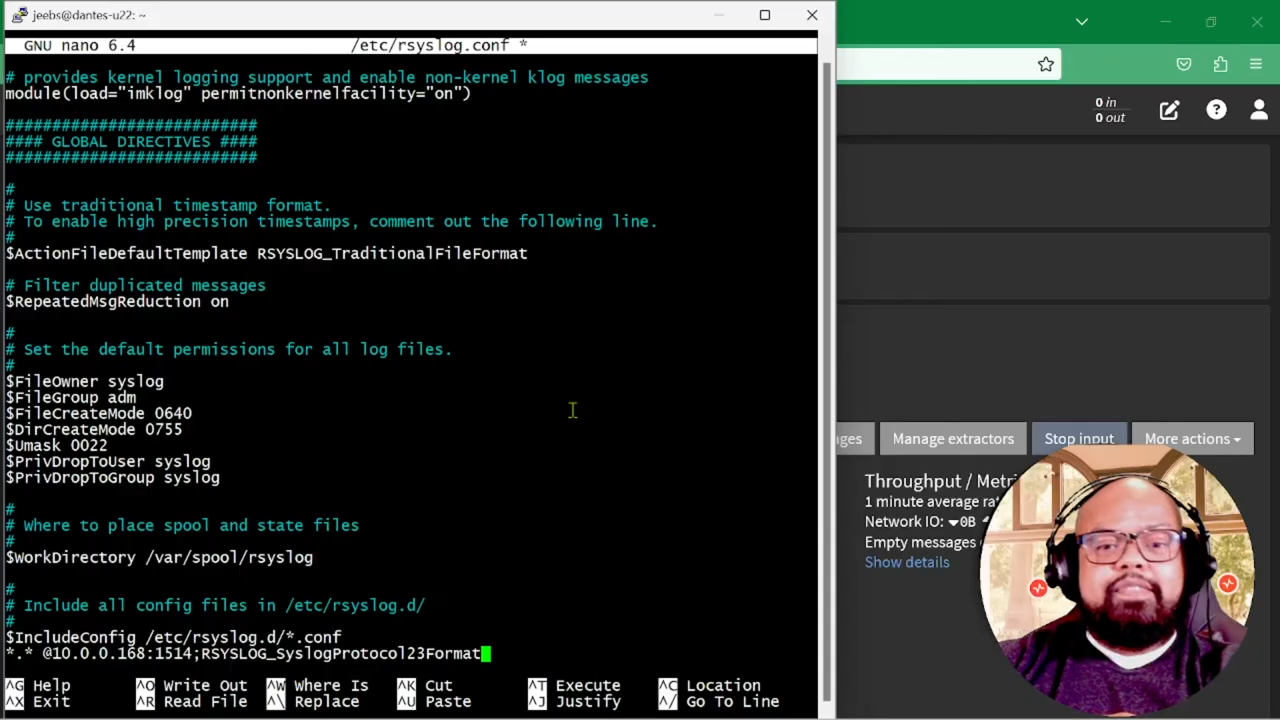 jeebs@dantes-u22: ~
GNU nano 6.4 /etc/rsyslog.conf *
# provides kernel logging support and enable non-kernel klog messages
module(load="imklog" permitnonkernelfacility="on")
###########################
#### GLOBAL DIRECTIVES ####
###########################
#
# Use traditional timestamp format.
# To enable high precision timestamps, comment out the following line.
#
$ActionFileDefaultTemplate RSYSLOG_TraditionalFileFormat
# Filter duplicated messages
$RepeatedMsgReduction on
#
# Set the default permissions for all log files.
#
$FileOwner syslog
$FileGroup adm
$FileCreateMode 0640
$DirCreateMode 0755
$Umask 0022
$PrivDropToUser syslog
$PrivDropToGroup syslog
#
# Where to place spool and state files
#
$WorkDirectory /var/spool/rsyslog
#
# Include all config files in /etc/rsyslog.d/
#
$IncludeConfig /etc/rsyslog.d/*.conf
*.* @10.0.0.168:1514;RSYSLOG_SyslogProtocol23Format
^G Help ^O Write Out ^W Where Is ^K Cut ^T Execute ^C Location
^X Exit ^R Read File ^\ Replace ^U Paste ^J Justify ^/ Go To Line
0 in
0 out
Manage extractors Stop input More actions
Throughput / Metri
1 minute average ra
Network IO: 0B
Empty messages
Show details